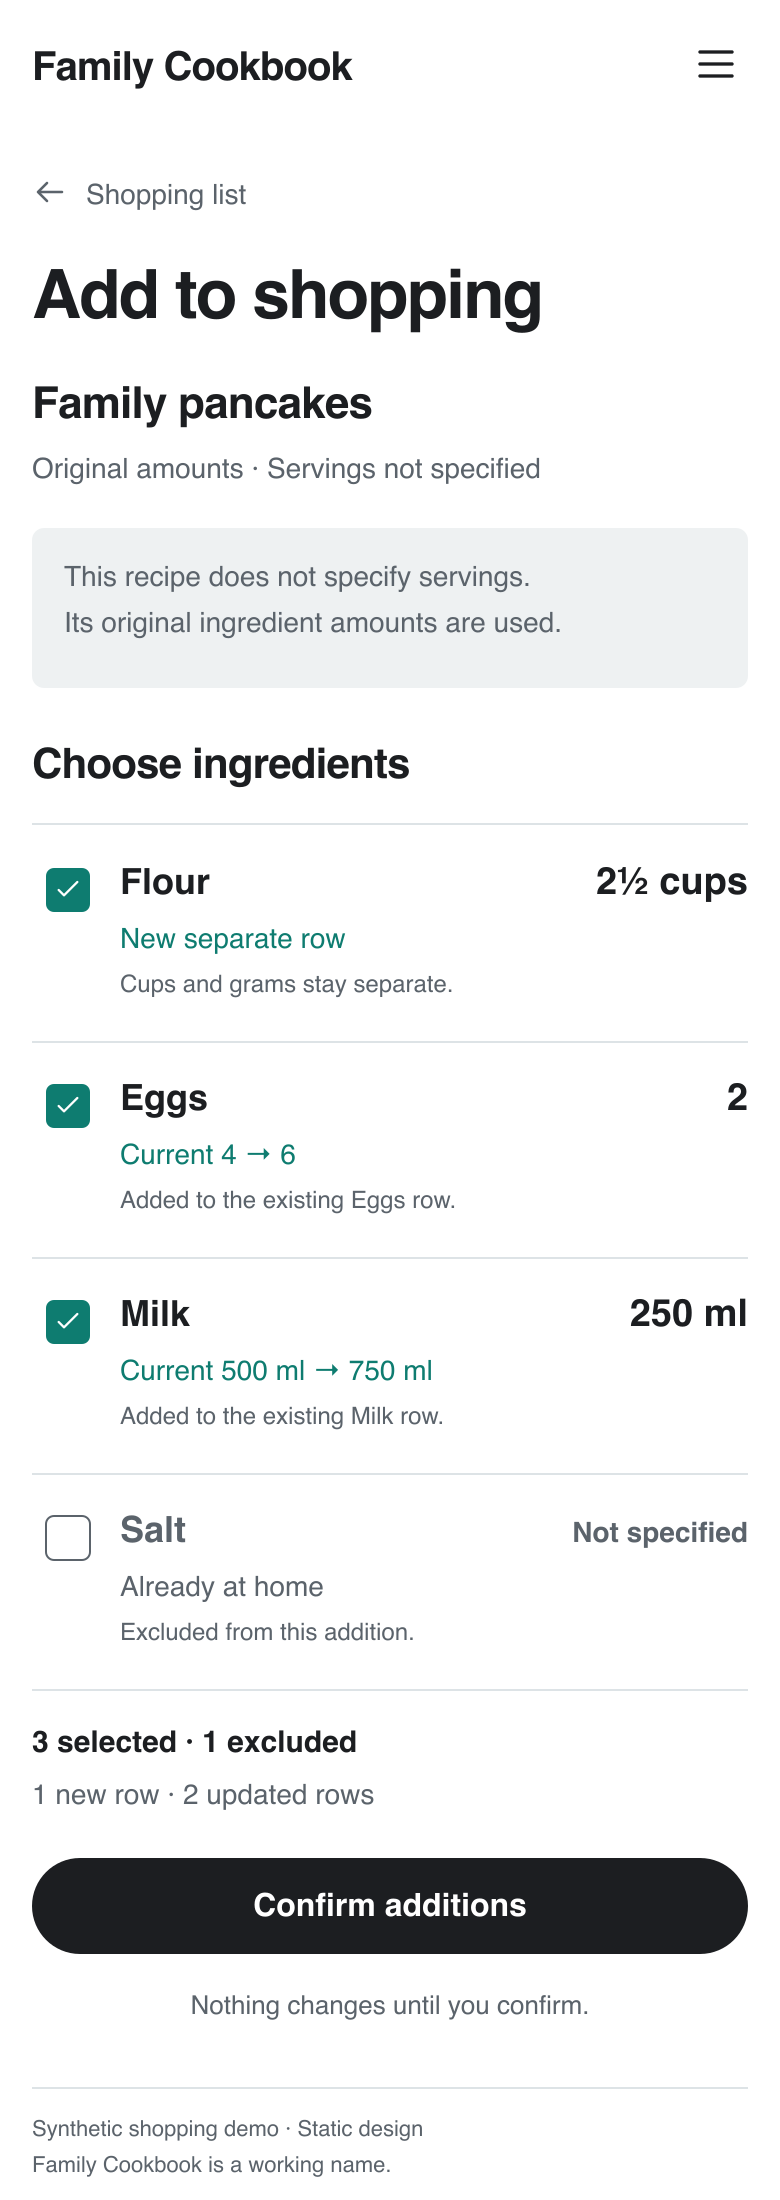 Family Cookbook
← Shopping list
Add to shopping
Family pancakes
Original amounts · Servings not specified
This recipe does not specify servings.
Its original ingredient amounts are used.
Choose ingredients
Flour 2½ cups
New separate row
Cups and grams stay separate.
Eggs 2
Current 4 → 6
Added to the existing Eggs row.
Milk 250 ml
Current 500 ml → 750 ml
Added to the existing Milk row.
Salt Not specified
Already at home
Excluded from this addition.
3 selected · 1 excluded
1 new row · 2 updated rows
Confirm additions
Nothing changes until you confirm.
Synthetic shopping demo · Static design
Family Cookbook is a working name.